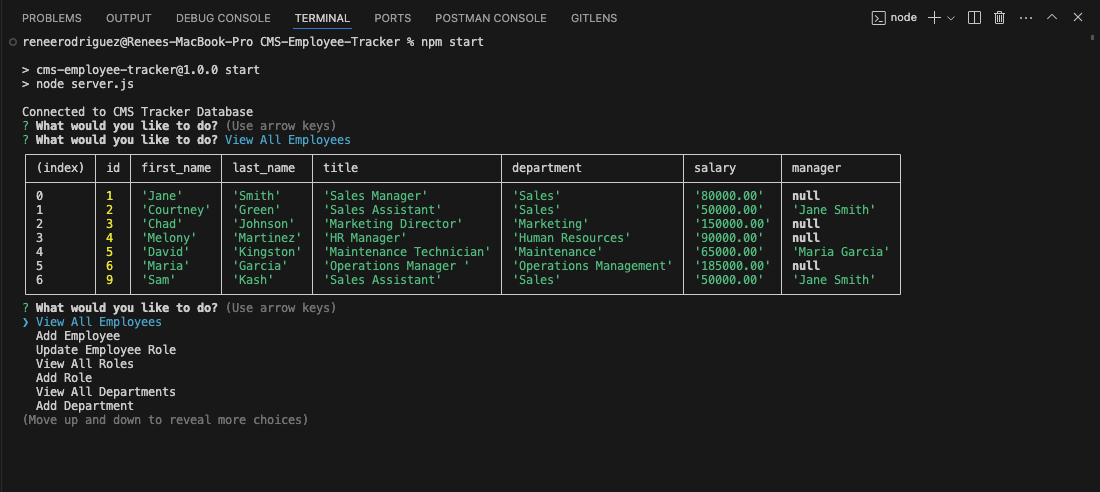 PROBLEMS OUTPUT DEBUG CONSOLE TERMINAL PORTS POSTMAN CONSOLE GITLENS node
reneerodriguez@Renees-MacBook-Pro CMS-Employee-Tracker % npm start
> cms-employee-tracker@1.0.0 start
> node server.js
Connected to CMS Tracker Database
? What would you like to do? (Use arrow keys)
? What would you like to do? View All Employees
(index) id first_name last_name title department salary manager
0 1 'Jane' 'Smith' 'Sales Manager' 'Sales' '80000.00' null
1 2 'Courtney' 'Green' 'Sales Assistant' 'Sales' '50000.00' 'Jane Smith'
2 3 'Chad' 'Johnson' 'Marketing Director' 'Marketing' '150000.00' null
3 4 'Melony' 'Martinez' 'HR Manager' 'Human Resources' '90000.00' null
4 5 'David' 'Kingston' 'Maintenance Technician' 'Maintenance' '65000.00' 'Maria Garcia'
5 6 'Maria' 'Garcia' 'Operations Manager ' 'Operations Management' '185000.00' null
6 9 'Sam' 'Kash' 'Sales Assistant' 'Sales' '50000.00' 'Jane Smith'
? What would you like to do? (Use arrow keys)
❯ View All Employees
Add Employee
Update Employee Role
View All Roles
Add Role
View All Departments
Add Department
(Move up and down to reveal more choices)